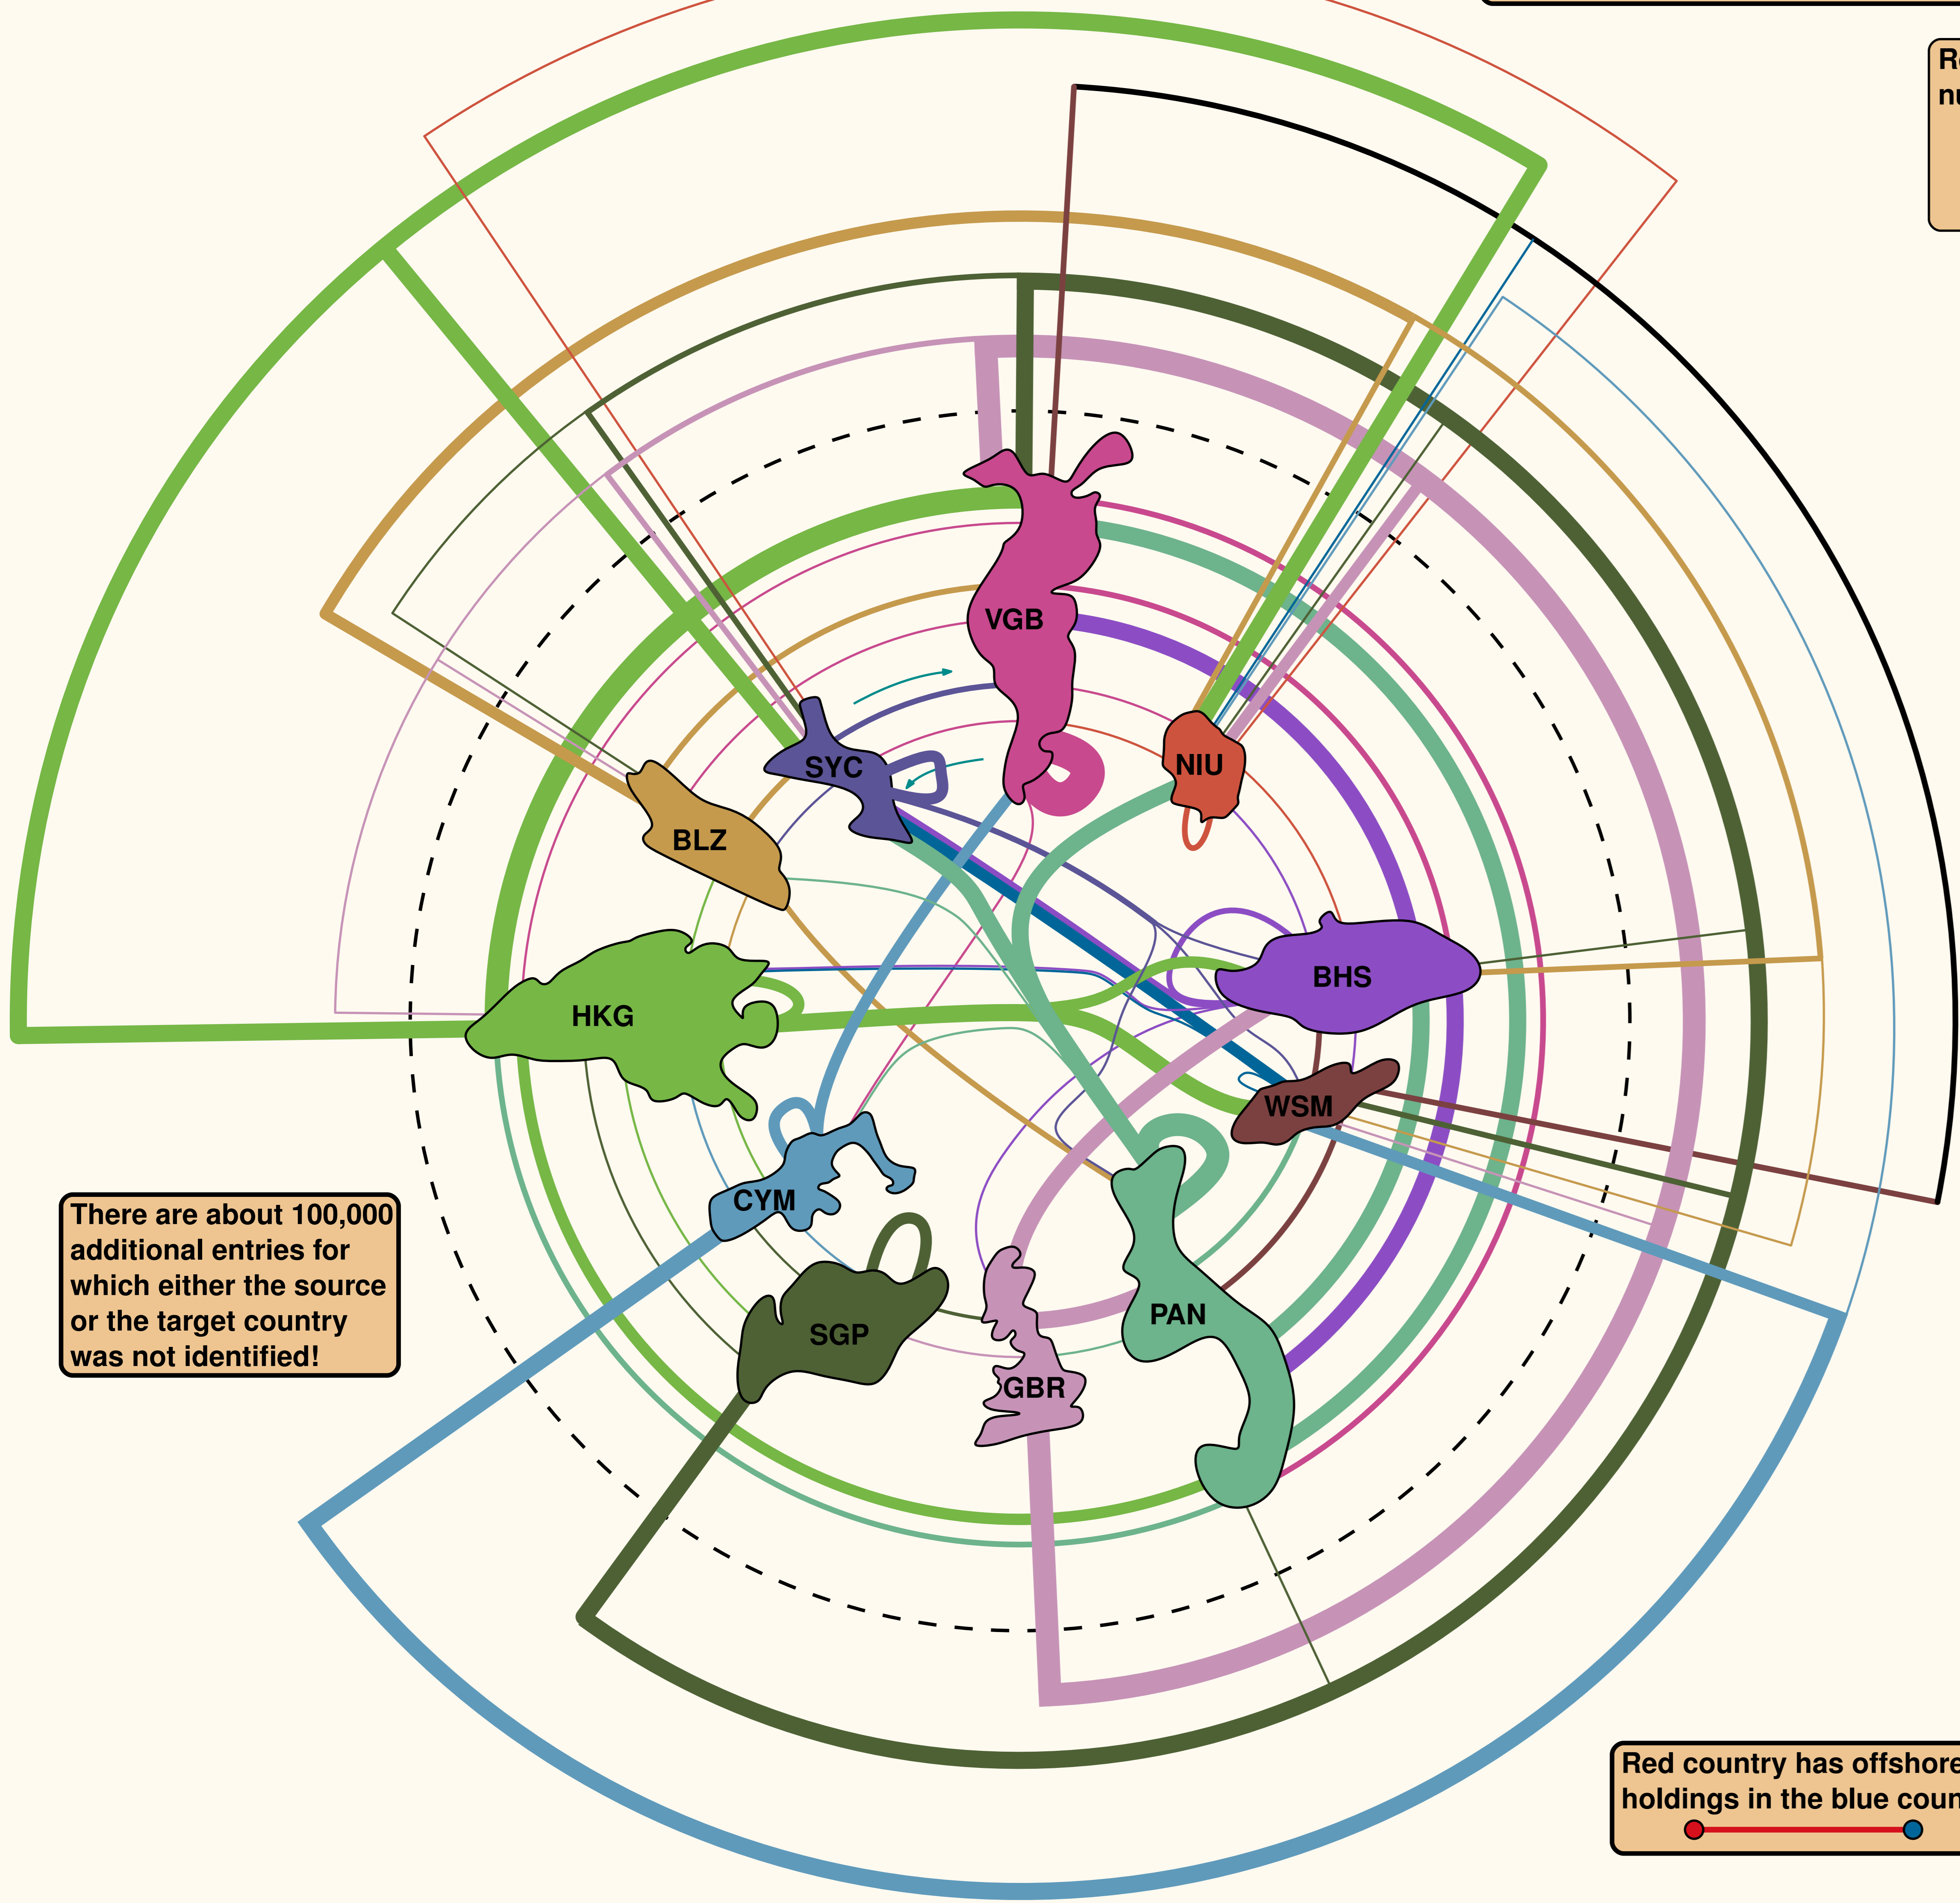 VGB
NIU
SYC
BLZ
BHS
HKG
WSM
CYM
PAN
SGP
GBR
There are about 100,000
additional entries for
which either the source
or the target country
was not identified!
Red country has offshore
holdings in the blue